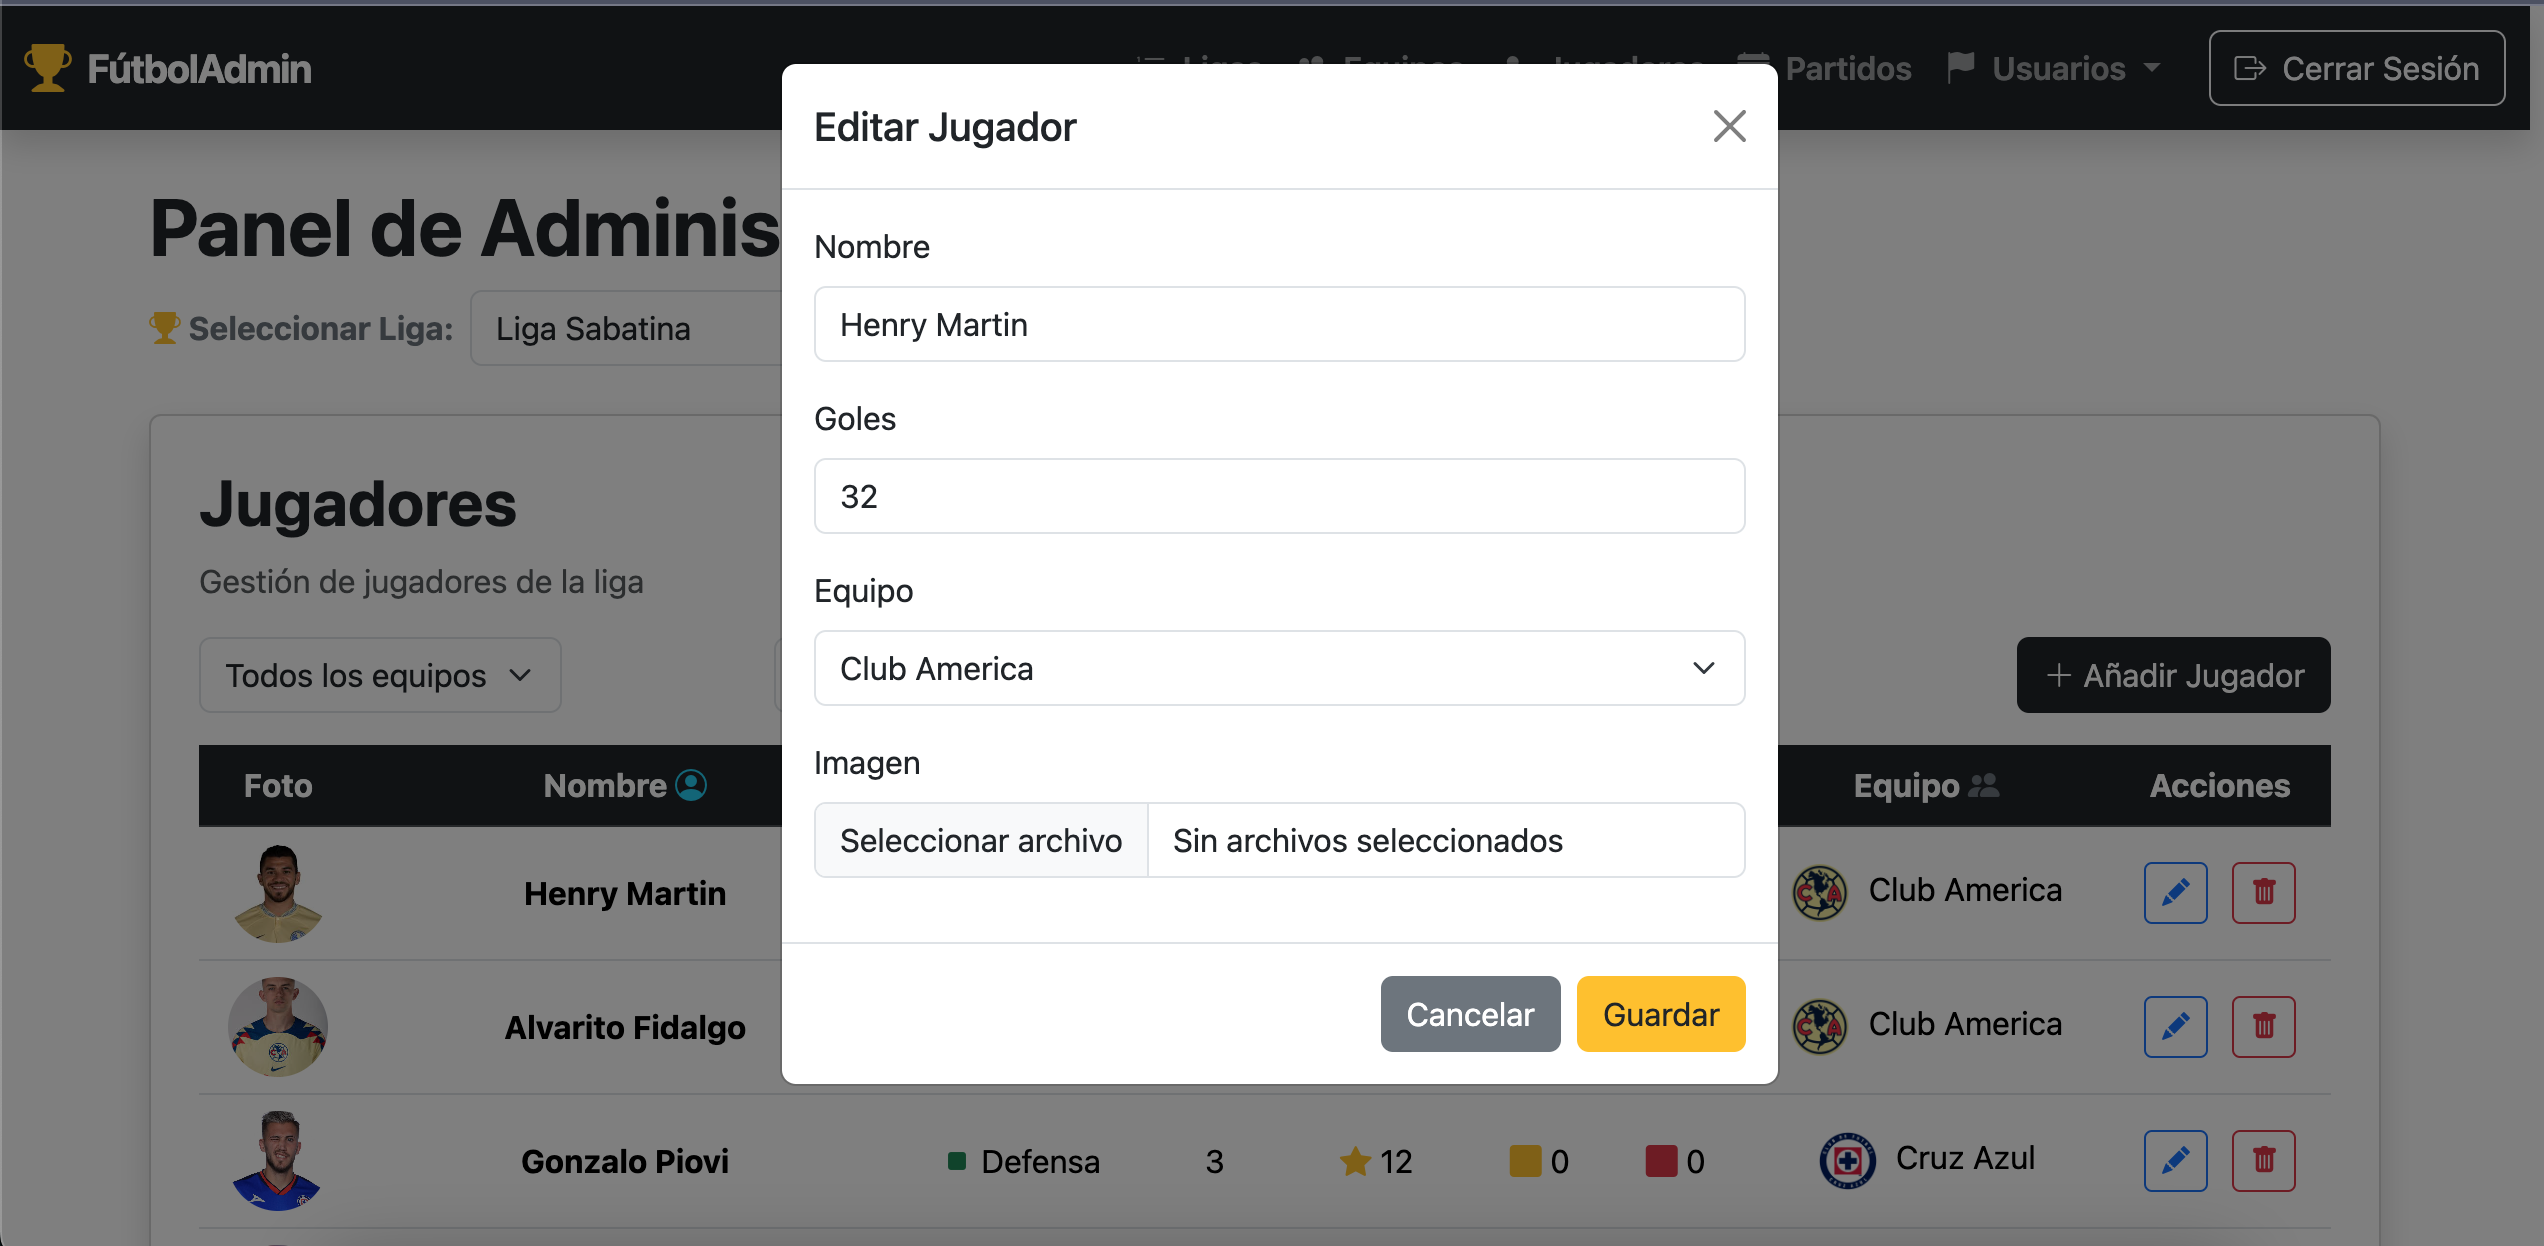 FútbolAdmin
Partidos
Usuarios
Cerrar Sesión
Panel de Adminis
Seleccionar Liga:
Liga Sabatina
Jugadores
Gestión de jugadores de la liga
Todos los equipos
+ Añadir Jugador
Foto
Nombre
Equipo
Acciones
Henry Martin
Club America
Alvarito Fidalgo
Club America
Gonzalo Piovi
Defensa
3
12
0
0
Cruz Azul
Editar Jugador
Nombre
Henry Martin
Goles
32
Equipo
Club America
Imagen
Seleccionar archivo
Sin archivos seleccionados
Cancelar
Guardar